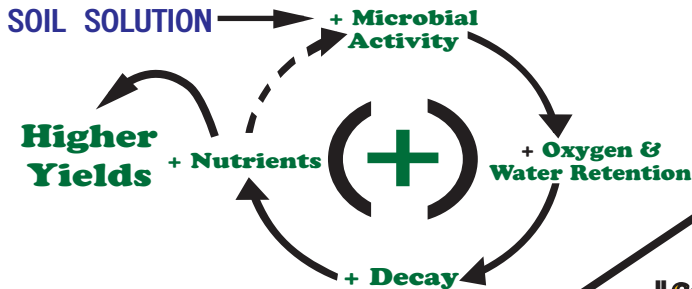 SOIL SOLUTION
+ Microbial
Activity
Higher
Yields
+ Nutrients
+
+ Oxygen &
Water Retention
+ Decay